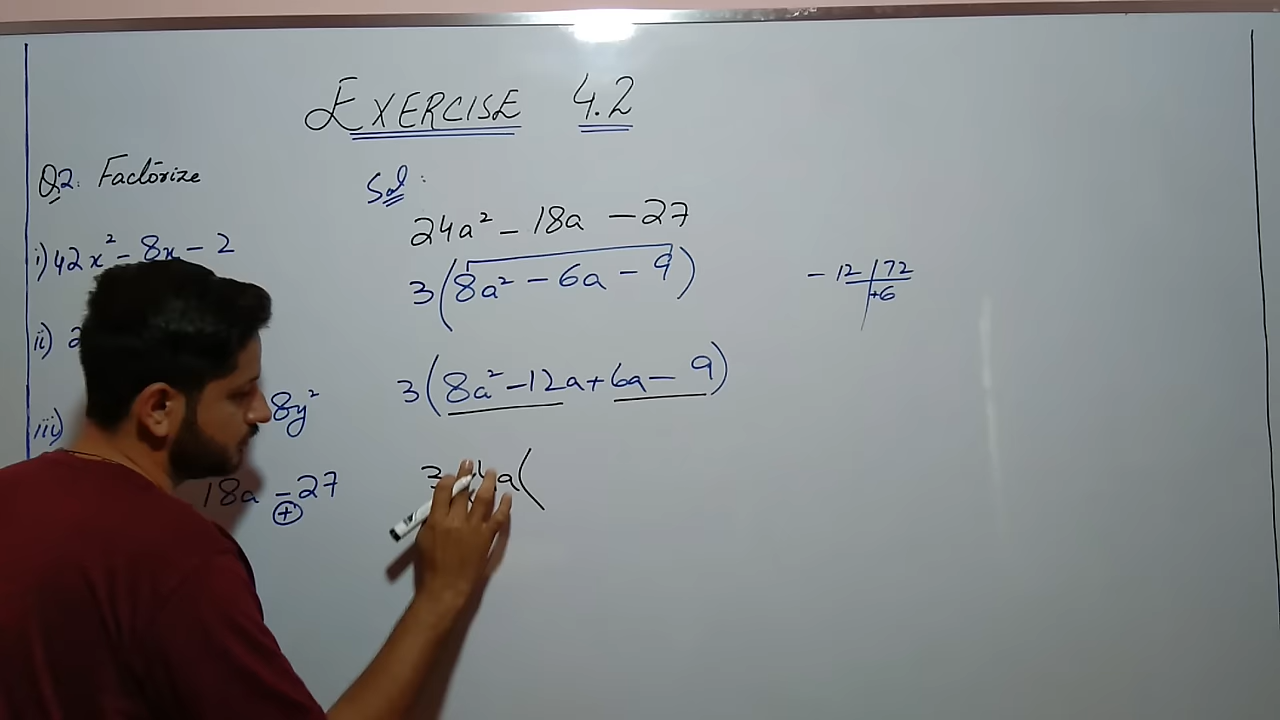 EXERCISE 4.2
Q2. Factorize
i) 42x² - 8x - 2
ii) 2
iii) 8y²
18a - 27
+
Sol:
24a² - 18a - 27
3(8a² - 6a - 9)
3(8a² - 12a + 6a - 9)
3 4a(
- 12 | 72
+6